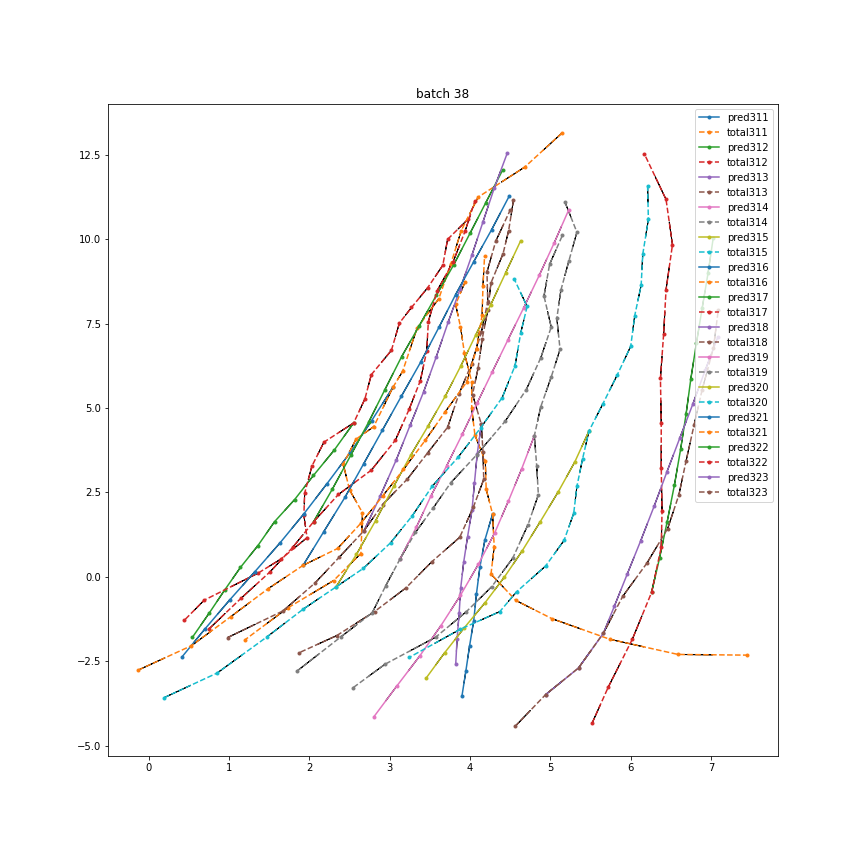 batch 38
pred311
total311
pred312
total312
pred313
total313
pred314
total314
pred315
total315
pred316
total316
pred317
total317
pred318
total318
pred319
total319
pred320
total320
pred321
total321
pred322
total322
pred323
total323
12.5
10.0
7.5
5.0
2.5
0.0
−2.5
−5.0
0 1 2 3 4 5 6 7